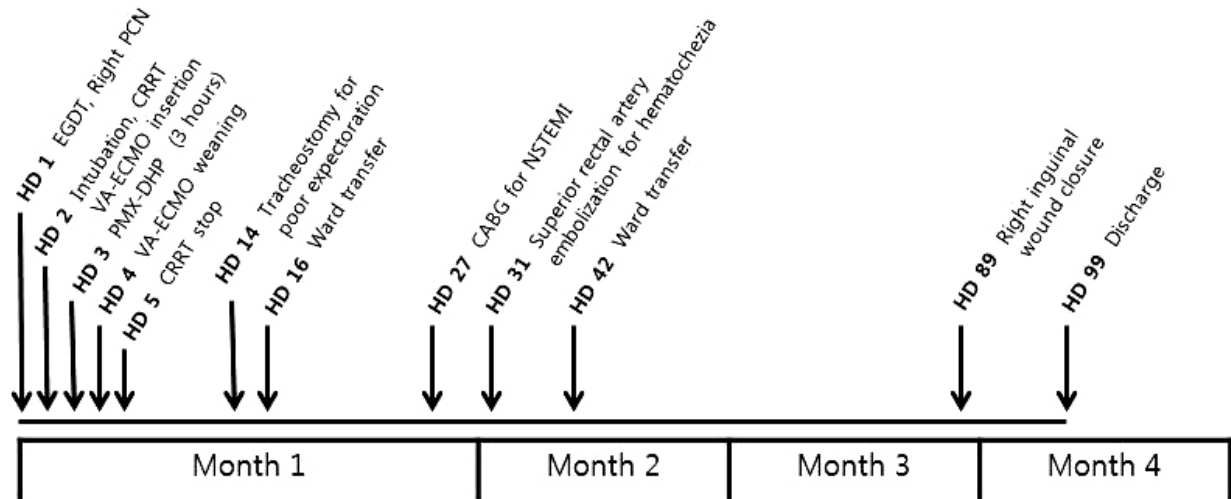 HD 1 EGDT, Right PCN
HD 2 Intubation, CRRT
VA-ECMO insertion
HD 3 PMX-DHP (3 hours)
HD 4 VA-ECMO weaning
HD 5 CRRT stop
HD 14 Tracheostomy for
poor expectoration
HD 16 Ward transfer
HD 27 CABG for NSTEMI
HD 31 Superior rectal artery
embolization for hematochezia
HD 42 Ward transfer
HD 89 Right inguinal
wound closure
HD 99 Discharge
Month 1
Month 2
Month 3
Month 4